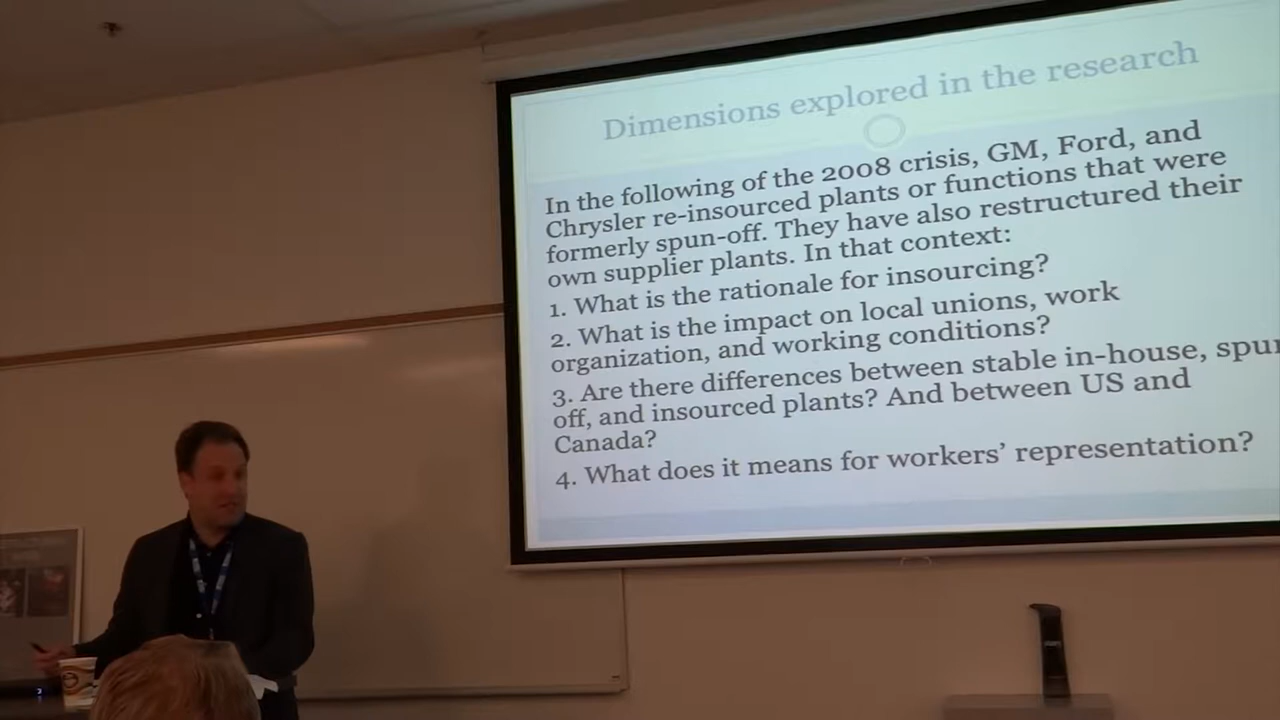 Dimensions explored in the research
In the following of the 2008 crisis, GM, Ford, and
Chrysler re-insourced plants or functions that were
formerly spun-off. They have also restructured their
own supplier plants. In that context:
1. What is the rationale for insourcing?
2. What is the impact on local unions, work
organization, and working conditions?
3. Are there differences between stable in-house, spun
off, and insourced plants? And between US and
Canada?
4. What does it means for workers' representation?